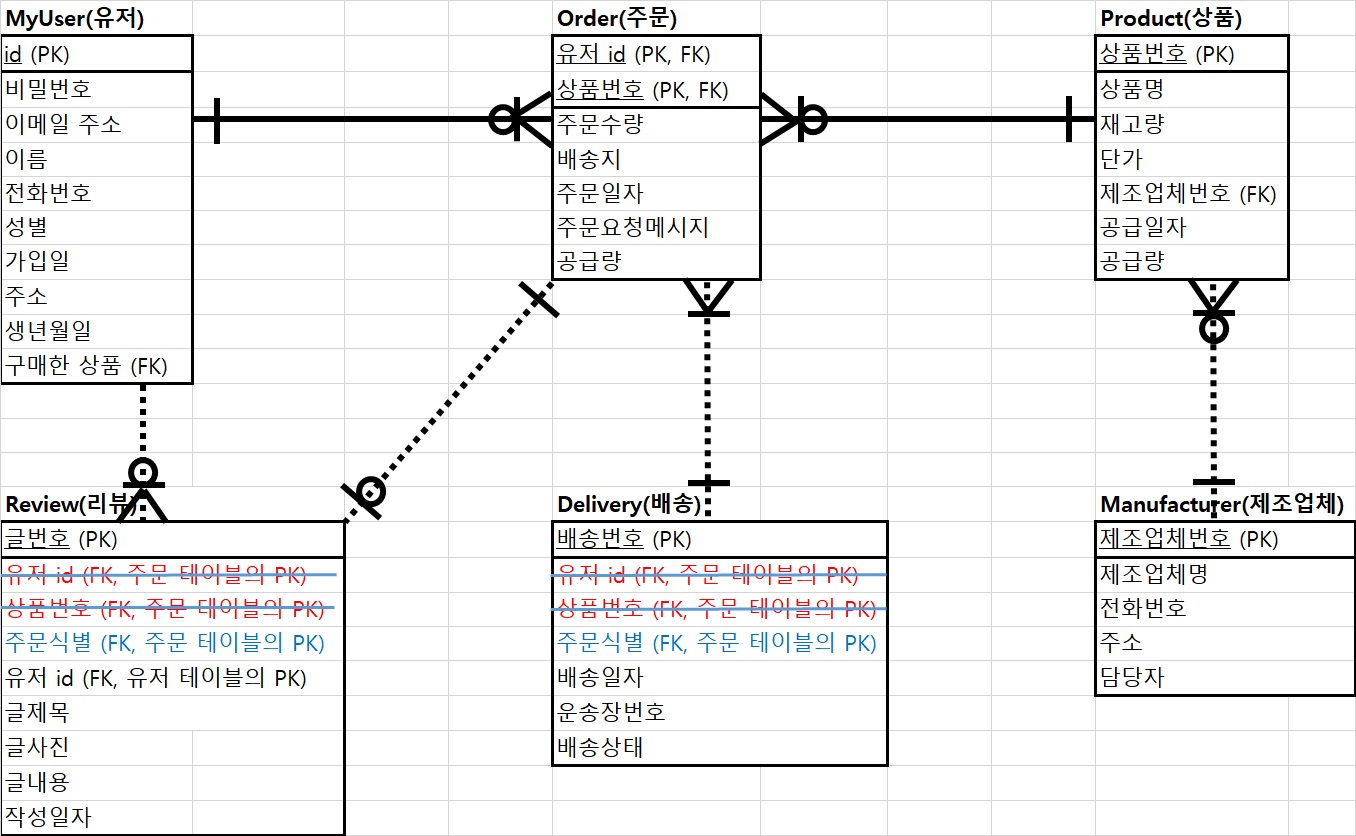 MyUser(유저)
id (PK)
비밀번호
이메일 주소
이름
전화번호
성별
가입일
주소
생년월일
구매한 상품 (FK)
Order(주문)
유저 id (PK, FK)
상품번호 (PK, FK)
주문수량
배송지
주문일자
주문요청메시지
공급량
Product(상품)
상품번호 (PK)
상품명
재고량
단가
제조업체번호 (FK)
공급일자
공급량
Review(리뷰)
글번호 (PK)
유저 id (FK, 주문 테이블의 PK)
상품번호 (FK, 주문 테이블의 PK)
주문식별 (FK, 주문 테이블의 PK)
유저 id (FK, 유저 테이블의 PK)
글제목
글사진
글내용
작성일자
Delivery(배송)
배송번호 (PK)
유저 id (FK, 주문 테이블의 PK)
상품번호 (FK, 주문 테이블의 PK)
주문식별 (FK, 주문 테이블의 PK)
배송일자
운송장번호
배송상태
Manufacturer(제조업체)
제조업체번호 (PK)
제조업체명
전화번호
주소
담당자